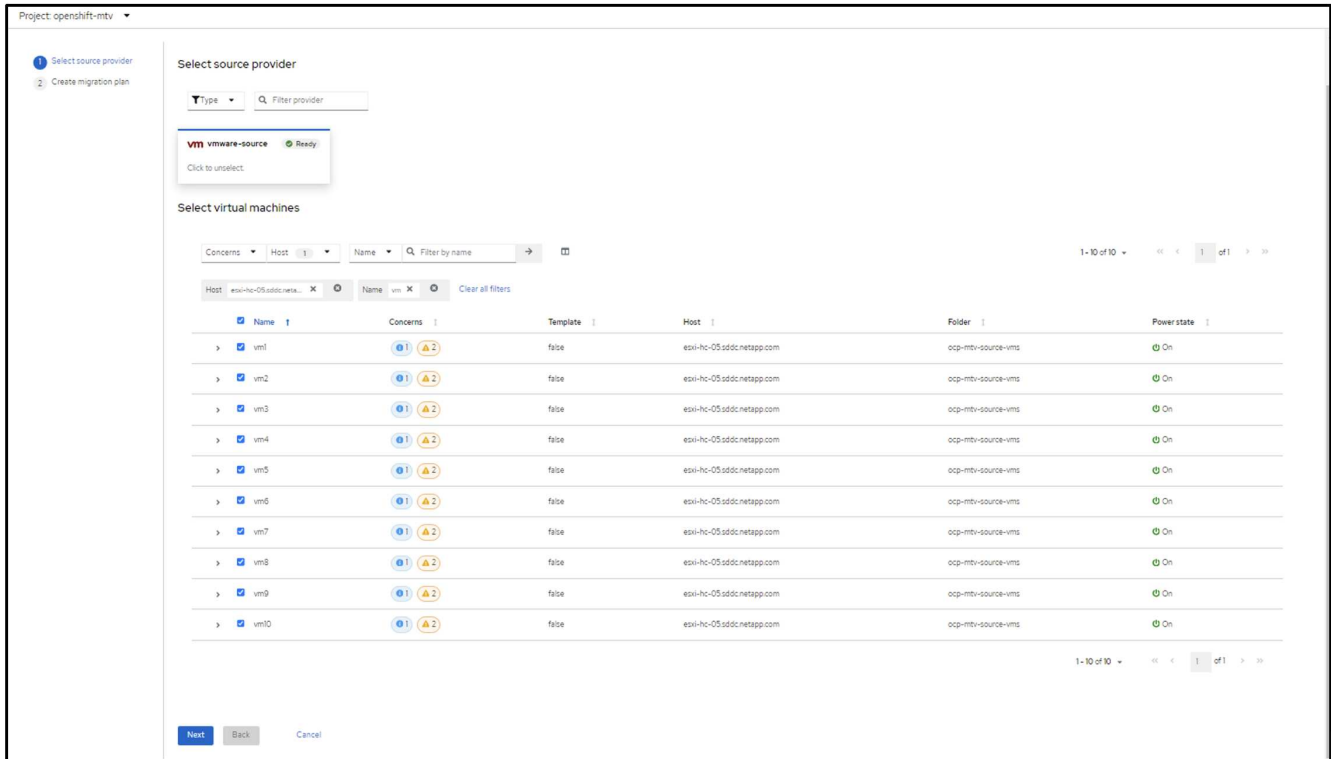 Project: openshift-mtv
1 Select source provider
2 Create migration plan
Select source provider
Type Filter provider
vm vmware-source Ready
Click to unselect.
Select virtual machines
Concerns Host 1 Name Filter by name 1 - 10 of 10 1 of 1
Host esxi-hc-05.sddc.neta... Name vm Clear all filters
Name Concerns Template Host Folder Power state
vm1 1 2 false esxi-hc-05.sddc.netapp.com ocp-mtv-source-vms On
vm2 1 2 false esxi-hc-05.sddc.netapp.com ocp-mtv-source-vms On
vm3 1 2 false esxi-hc-05.sddc.netapp.com ocp-mtv-source-vms On
vm4 1 2 false esxi-hc-05.sddc.netapp.com ocp-mtv-source-vms On
vm5 1 2 false esxi-hc-05.sddc.netapp.com ocp-mtv-source-vms On
vm6 1 2 false esxi-hc-05.sddc.netapp.com ocp-mtv-source-vms On
vm7 1 2 false esxi-hc-05.sddc.netapp.com ocp-mtv-source-vms On
vm8 1 2 false esxi-hc-05.sddc.netapp.com ocp-mtv-source-vms On
vm9 1 2 false esxi-hc-05.sddc.netapp.com ocp-mtv-source-vms On
vm10 1 2 false esxi-hc-05.sddc.netapp.com ocp-mtv-source-vms On
1 - 10 of 10 1 of 1
Next Back Cancel